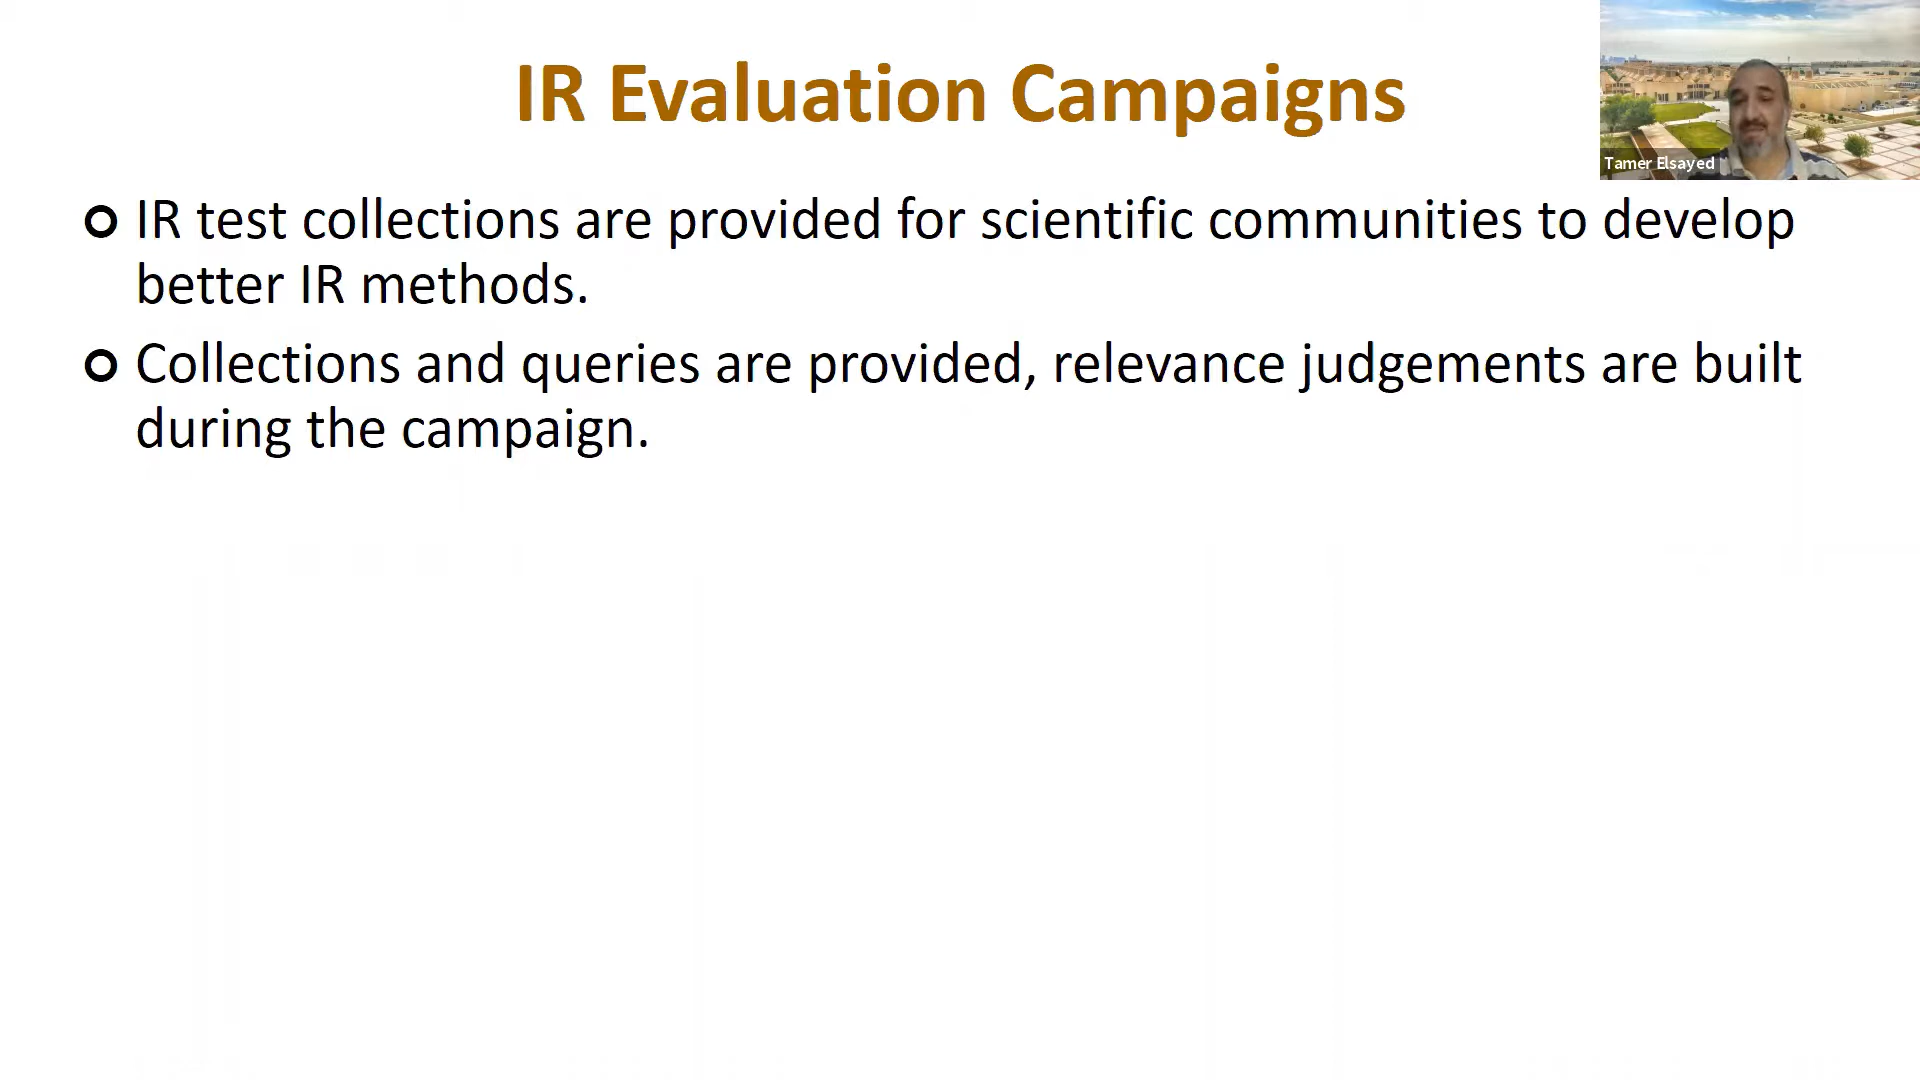 IR Evaluation Campaigns
Tamer Elsayed
IR test collections are provided for scientific communities to develop
better IR methods.
Collections and queries are provided, relevance judgements are built
during the campaign.